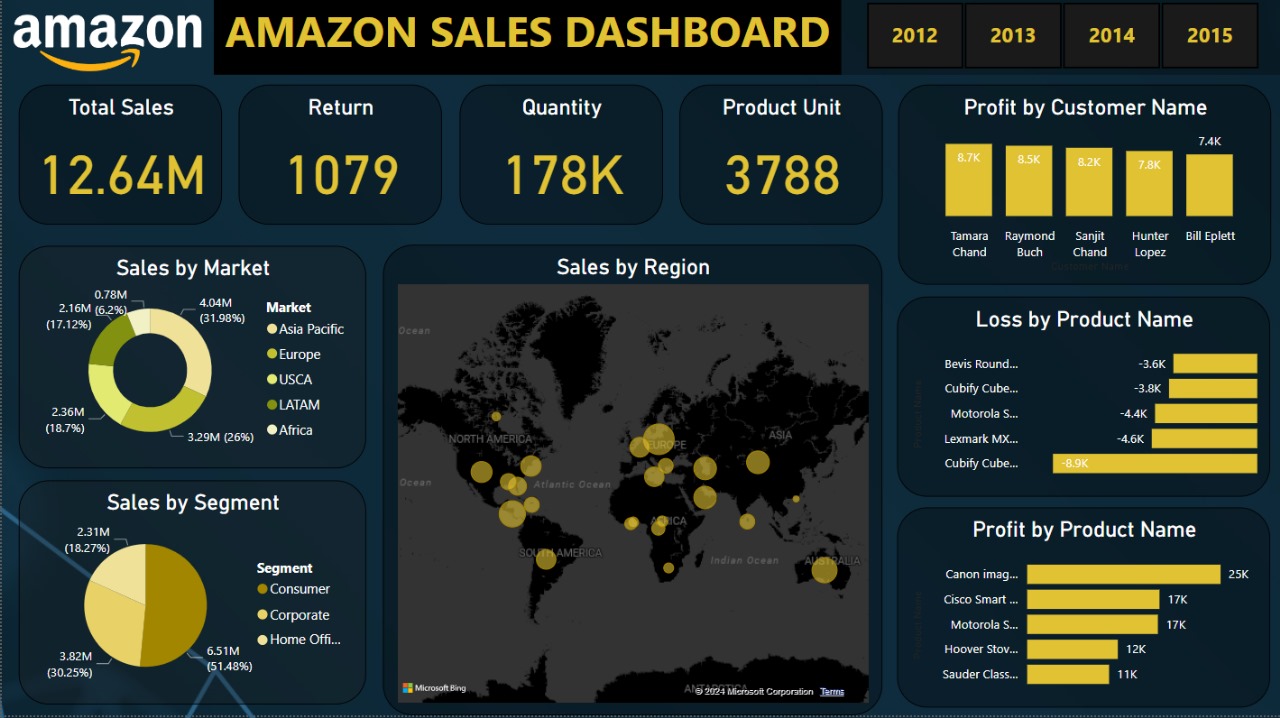 amazon
AMAZON SALES DASHBOARD
2012
2013
2014
2015
Total Sales
12.64M
Return
1079
Quantity
178K
Product Unit
3788
Profit by Customer Name
8.7K
8.5K
8.2K
7.8K
7.4K
Tamara
Chand
Raymond
Buch
Sanjit
Chand
Hunter
Lopez
Bill Eplett
Customer Name
Sales by Market
0.78M
(6.2%)
2.16M
(17.12%)
4.04M
(31.98%)
2.36M
(18.7%)
3.29M (26%)
Market
Asia Pacific
Europe
USCA
LATAM
Africa
Sales by Region
Ocean
NORTH AMERICA
EUROPE
ASIA
Ocean
Atlantic Ocean
AFRICA
SOUTH AMERICA
Indian Ocean
AUSTRALIA
ANTARCTICA
Microsoft Bing
© 2024 Microsoft Corporation Terms
Loss by Product Name
Product Name
Bevis Round... -3.6K
Cubify Cube... -3.8K
Motorola S... -4.4K
Lexmark MX... -4.6K
Cubify Cube... -8.9K
Sales by Segment
2.31M
(18.27%)
3.82M
(30.25%)
6.51M
(51.48%)
Segment
Consumer
Corporate
Home Offi...
Profit by Product Name
Product Name
Canon imag... 25K
Cisco Smart ... 17K
Motorola S... 17K
Hoover Stov... 12K
Sauder Class... 11K